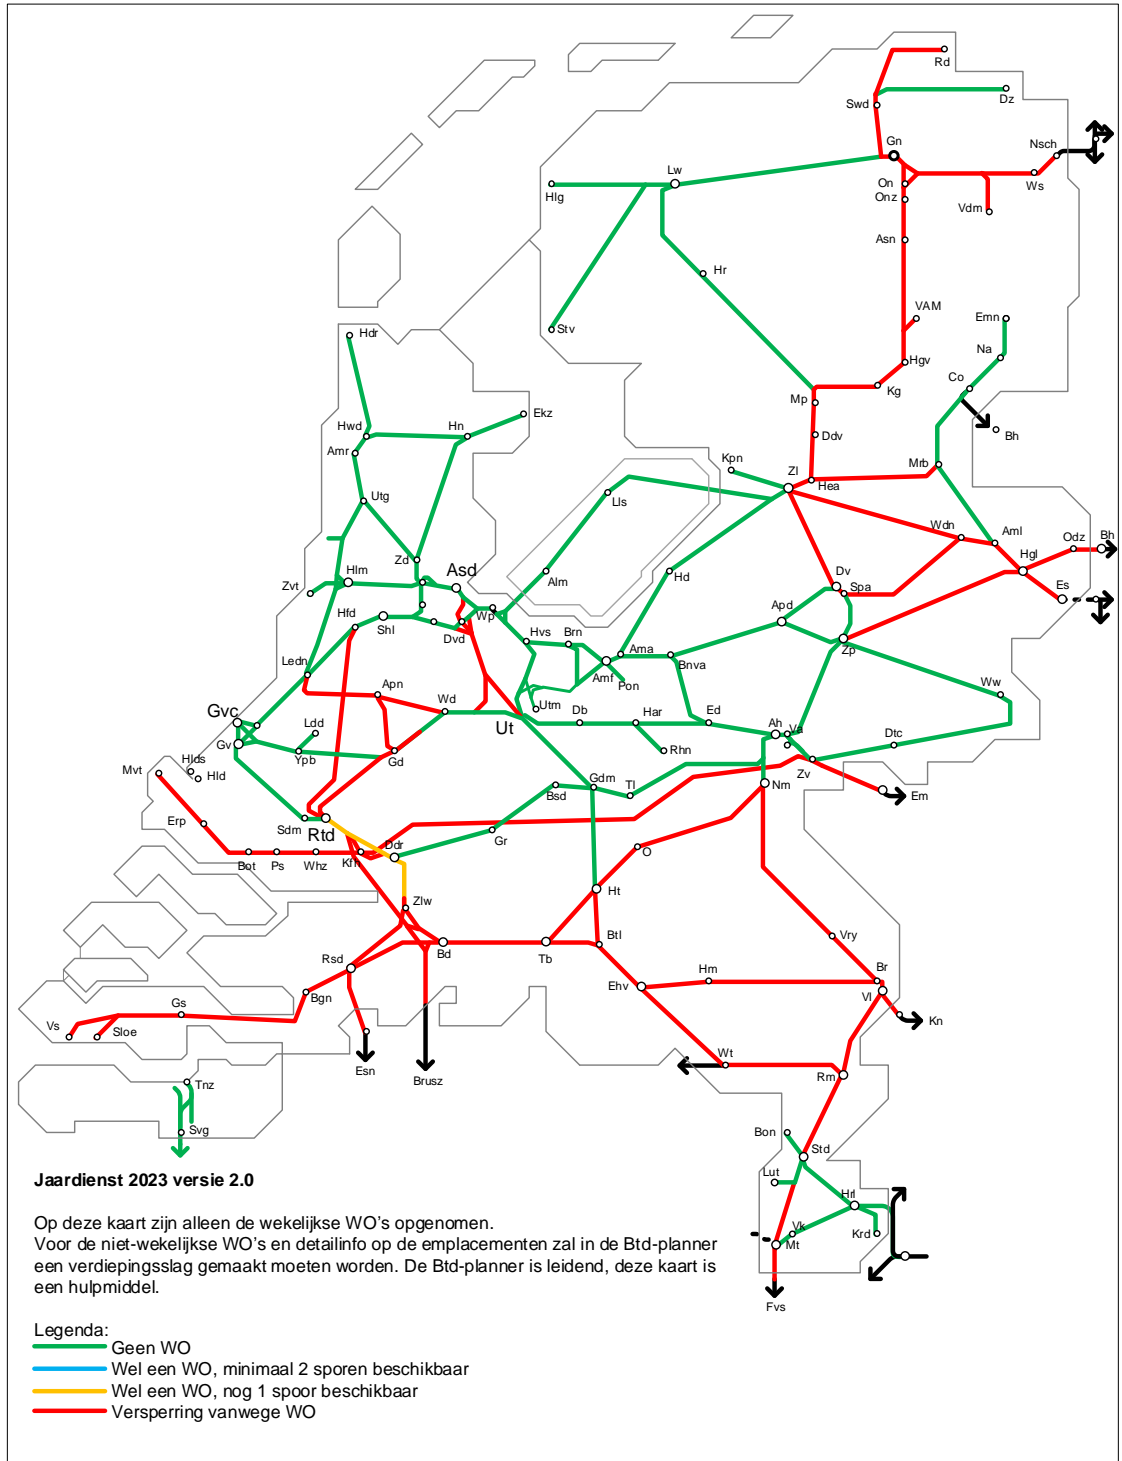 Rd
Dz
Swd
Gn
Nsch
Lw
On
Ws
Hlg
Onz
Vdm
Asn
Hr
VAM
Emn
Stv
Hdr
Na
Hgv
Co
Kg
Mp
Ekz
Hwd
Hn
Ddv
Bh
Amr
Kpn
Mrb
Zl
Hea
Utg
Lls
Wdn
Aml
Odz
Bh
Zd
Hgl
Asd
Hlm
Alm
Hd
Dv
Spa
Es
Zvt
Hfd
Wp
Shl
Apd
Dvd
Hvs
Brn
Zp
Ama
Ledn
Bnva
Amf
Pon
Apn
Ww
Gvc
Wd
Utm
Ldd
Ut
Db
Har
Ed
Ah
Va
Gv
Dtc
Ypb
Gd
Rhn
Zv
Hlds
Mvt
Hld
Gdm
Tl
Nm
Bsd
Em
Erp
Sdm
Rtd
Gr
Ddr
Bot
Ps
Whz
Kfh
O
Ht
Zlw
Btl
Vry
Bd
Tb
Rsd
Hm
Br
Ehv
Vl
Bgn
Gs
Kn
Vs
Sloe
Wt
Esn
Brusz
Rm
Tnz
Svg
Bon
Std
Jaardienst 2023 versie 2.0
Lut
Hrl
Op deze kaart zijn alleen de wekelijkse WO's opgenomen.
Vk
Krd
Mt
Voor de niet-wekelijkse WO's en detailinfo op de emplacementen zal in de Btd-planner
een verdiepingsslag gemaakt moeten worden. De Btd-planner is leidend, deze kaart is
een hulpmiddel.
Fvs
Legenda:
Geen WO
Wel een WO, minimaal 2 sporen beschikbaar
Wel een WO, nog 1 spoor beschikbaar
Versperring vanwege WO